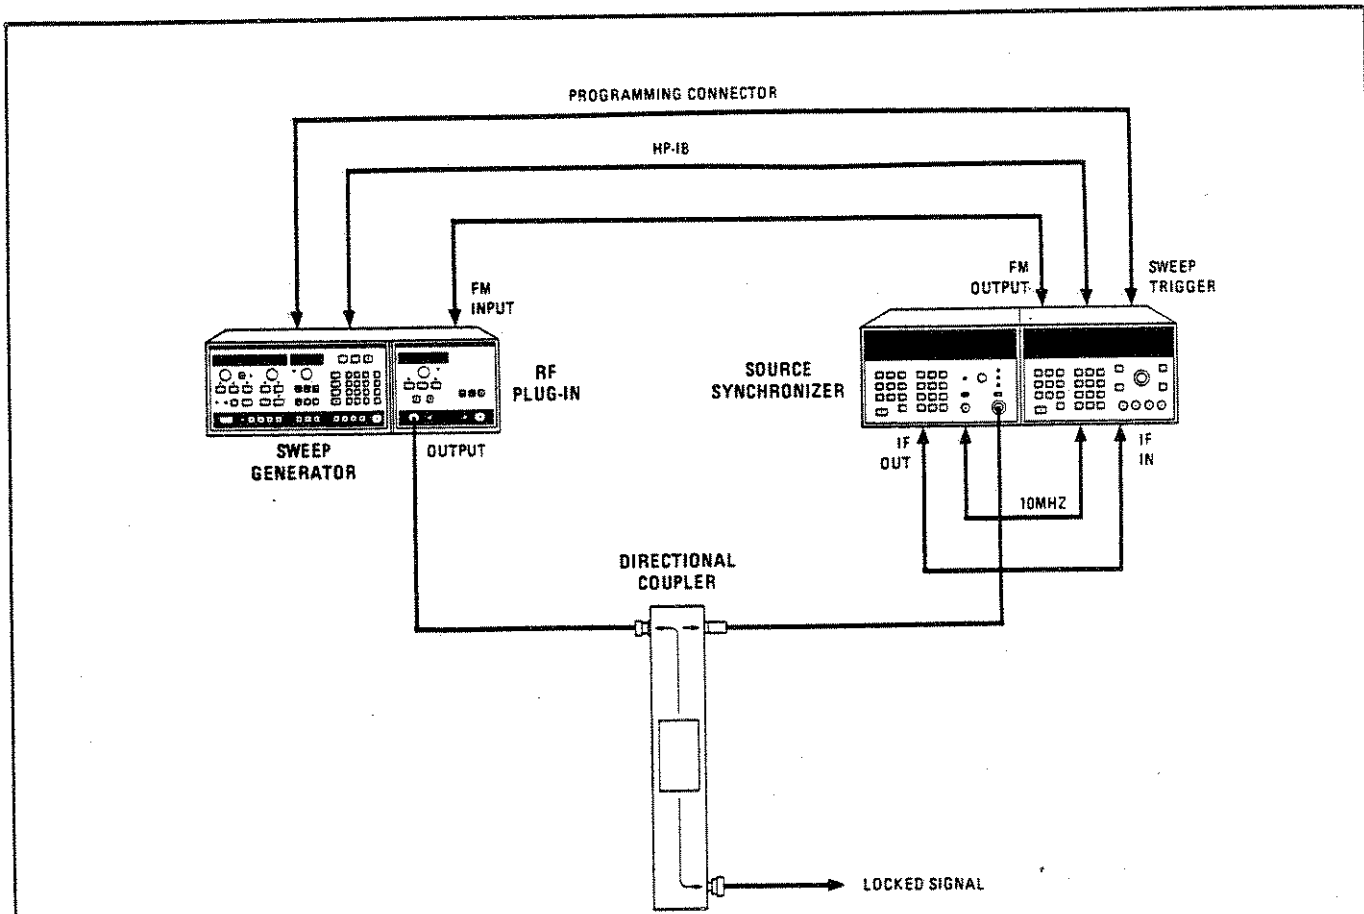 PROGRAMMING CONNECTOR
HP-IB
FM
INPUT
FM
OUTPUT
SWEEP
TRIGGER
RF
PLUG-IN
SOURCE
SYNCHRONIZER
SWEEP
GENERATOR
OUTPUT
IF
OUT
IF
IN
10MHZ
DIRECTIONAL
COUPLER
LOCKED SIGNAL